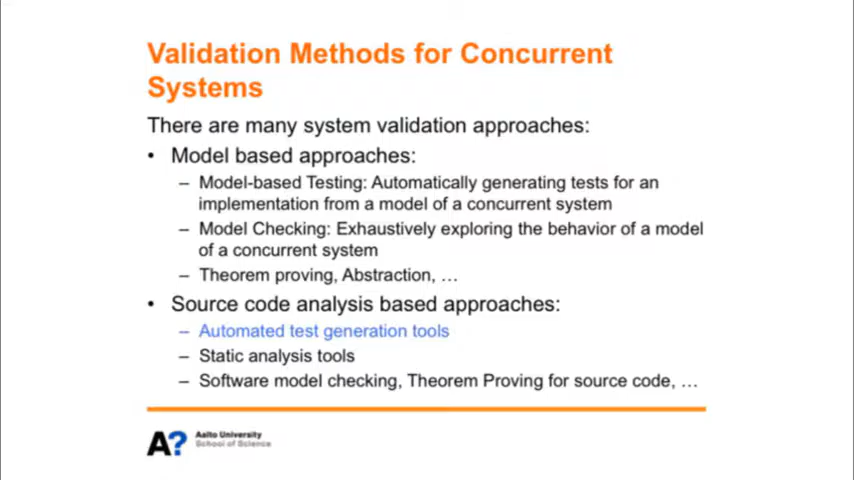 Validation Methods for Concurrent
Systems
There are many system validation approaches:
• Model based approaches:
– Model-based Testing: Automatically generating tests for an
implementation from a model of a concurrent system
– Model Checking: Exhaustively exploring the behavior of a model
of a concurrent system
– Theorem proving, Abstraction, …
• Source code analysis based approaches:
– Automated test generation tools
– Static analysis tools
– Software model checking, Theorem Proving for source code, …
A?
Aalto University
School of Science